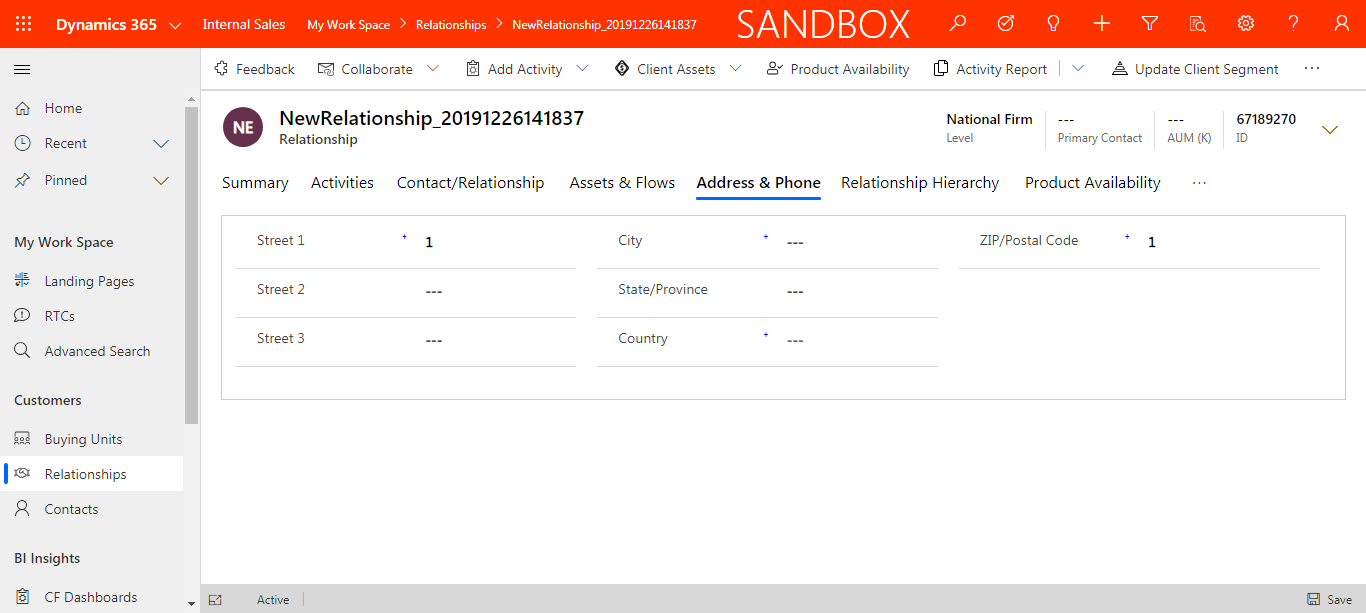 Dynamics 365 Internal Sales My Work Space Relationships NewRelationship_20191226141837 SANDBOX
Feedback Collaborate Add Activity Client Assets Product Availability Activity Report Update Client Segment ...
Home
Recent
Pinned
My Work Space
Landing Pages
RTCs
Advanced Search
Customers
Buying Units
Relationships
Contacts
BI Insights
CF Dashboards
NE
NewRelationship_20191226141837
Relationship
National Firm
Level
---
Primary Contact
---
AUM (K)
67189270
ID
Summary Activities Contact/Relationship Assets & Flows Address & Phone Relationship Hierarchy Product Availability ...
Street 1 + 1
City + ---
ZIP/Postal Code + 1
Street 2 ---
State/Province ---
Street 3 ---
Country + ---
Active
Save